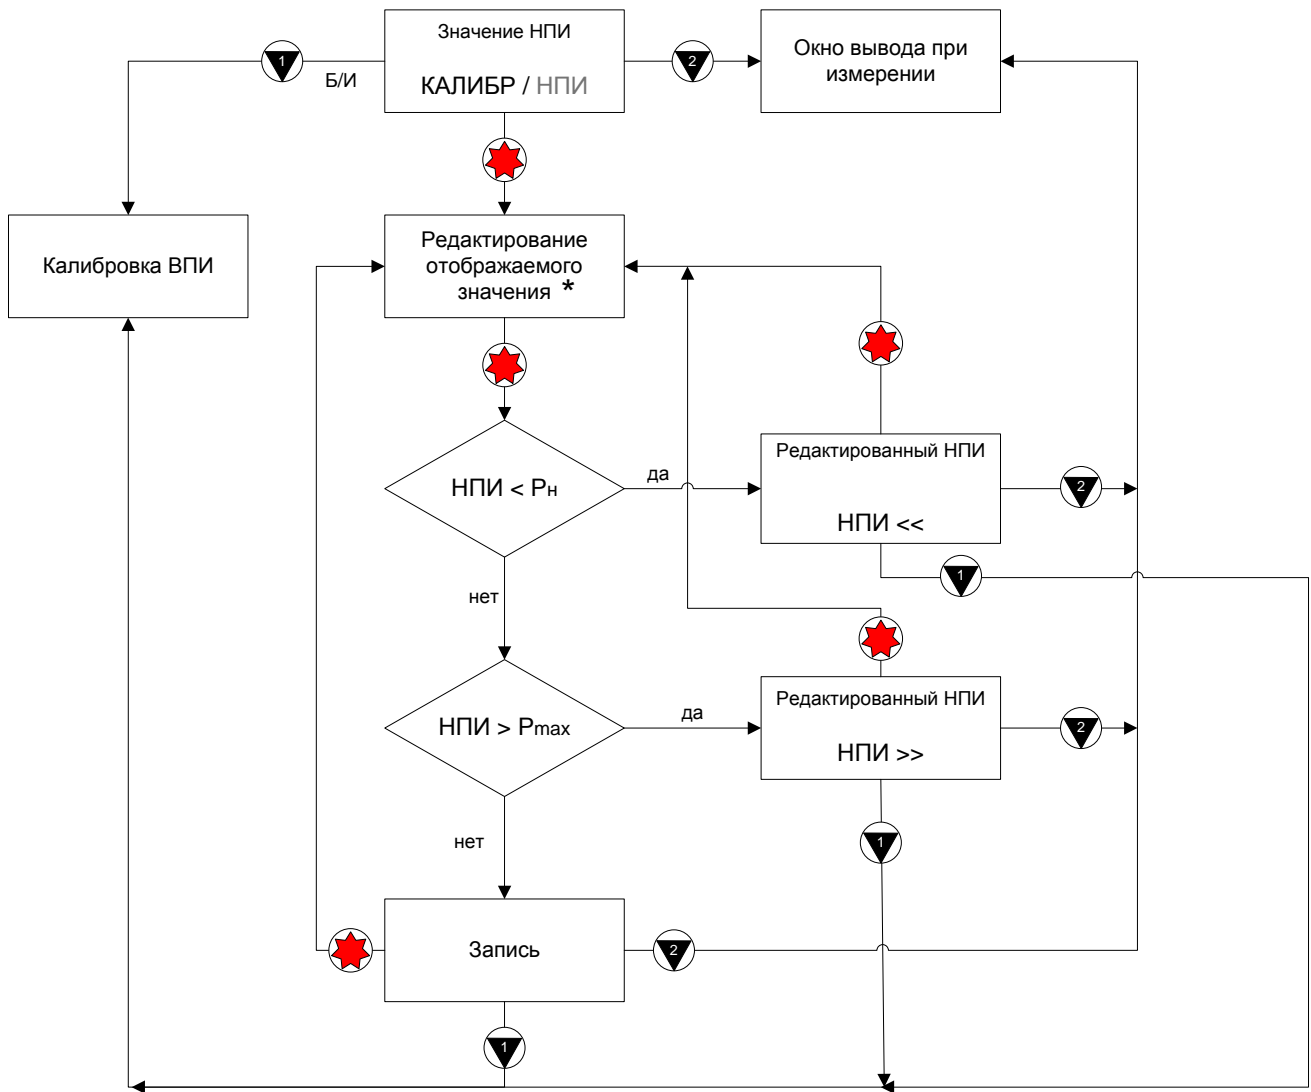 Значение НПИ
КАЛИБР / НПИ
1
Б/И
2
Окно вывода при
измерении
Калибровка ВПИ
Редактирование
отображаемого
значения *
НПИ < Рн
да
Редактированный НПИ
НПИ <<
2
1
нет
НПИ > Pmax
да
Редактированный НПИ
НПИ >>
2
1
нет
Запись
2
1